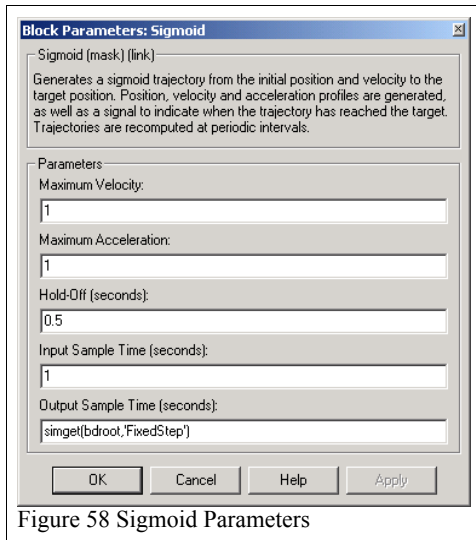 Block Parameters: Sigmoid
Sigmoid (mask) (link)
Generates a sigmoid trajectory from the initial position and velocity to the
target position. Position, velocity and acceleration profiles are generated,
as well as a signal to indicate when the trajectory has reached the target.
Trajectories are recomputed at periodic intervals.
Parameters
Maximum Velocity:
1
Maximum Acceleration:
1
Hold-Off (seconds):
0.5
Input Sample Time (seconds):
1
Output Sample Time (seconds):
simget(bdroot,'FixedStep')
OK Cancel Help Apply
Figure 58 Sigmoid Parameters